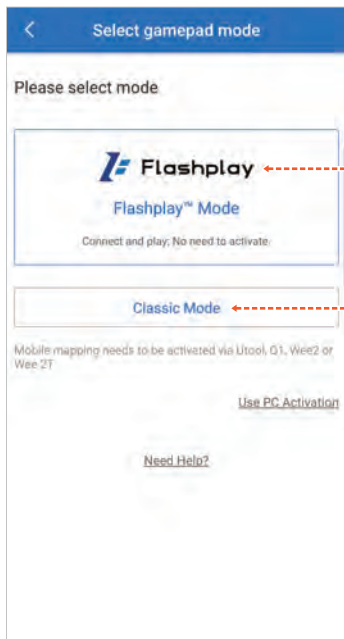 Select gamepad mode
Please select mode
Flashplay
Flashplay™ Mode
Connect and play; No need to activate.
Classic Mode
Mobile mapping needs to be activated via Utool, Q1, Wee2 or
Wee 2T
Use PC Activation
Need Help?